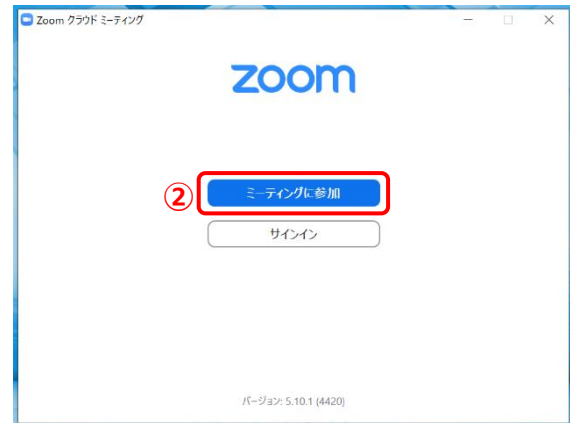 Zoom クラウド ミーティング
zoom
② ミーティングに参加
サインイン
バージョン: 5.10.1 (4420)